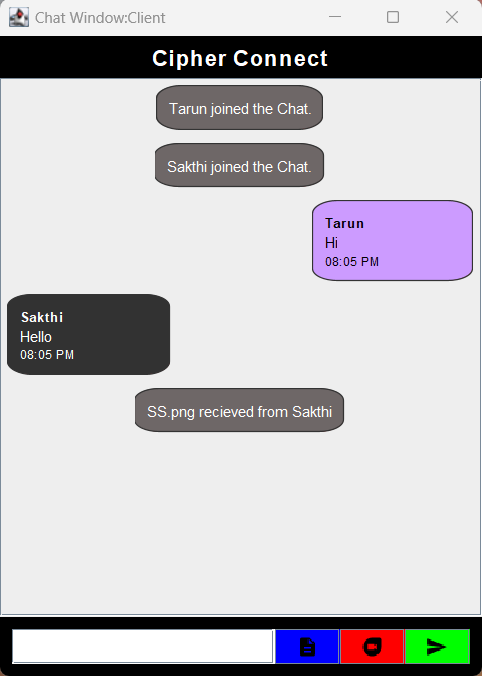 Chat Window:Client
Cipher Connect
Tarun joined the Chat.
Sakthi joined the Chat.
Tarun
Hi
08:05 PM
Sakthi
Hello
08:05 PM
SS.png recieved from Sakthi